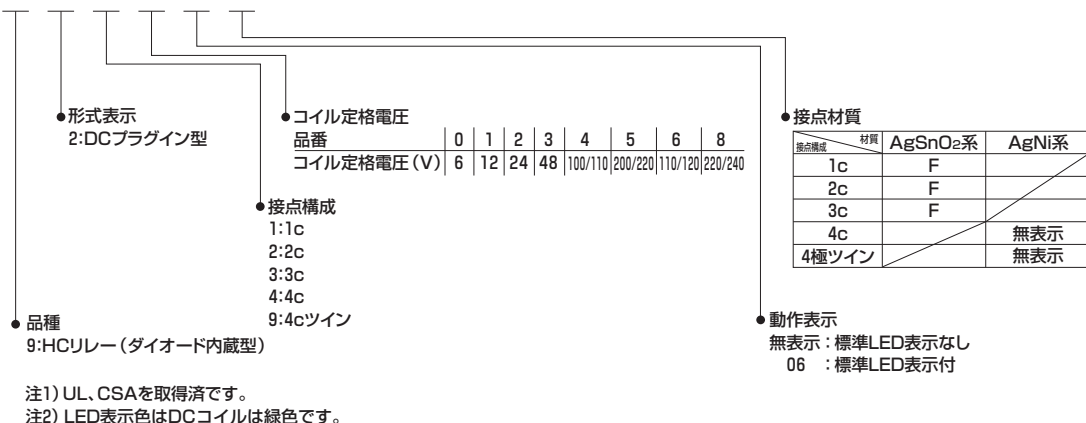 形式表示
2:DCプラグイン型
コイル定格電圧
品番 0 1 2 3 4 5 6 8
コイル定格電圧(V) 6 12 24 48 100/110 200/220 110/120 220/240
接点材質
接点構成 材質 AgSnO₂系 AgNi系
1c F
2c F
3c F
4c 無表示
4極ツイン 無表示
接点構成
1:1c
2:2c
3:3c
4:4c
9:4cツイン
品種
9:HCリレー(ダイオード内蔵型)
動作表示
無表示:標準LED表示なし
06 :標準LED表示付
注1) UL、CSAを取得済です。
注2) LED表示色はDCコイルは緑色です。